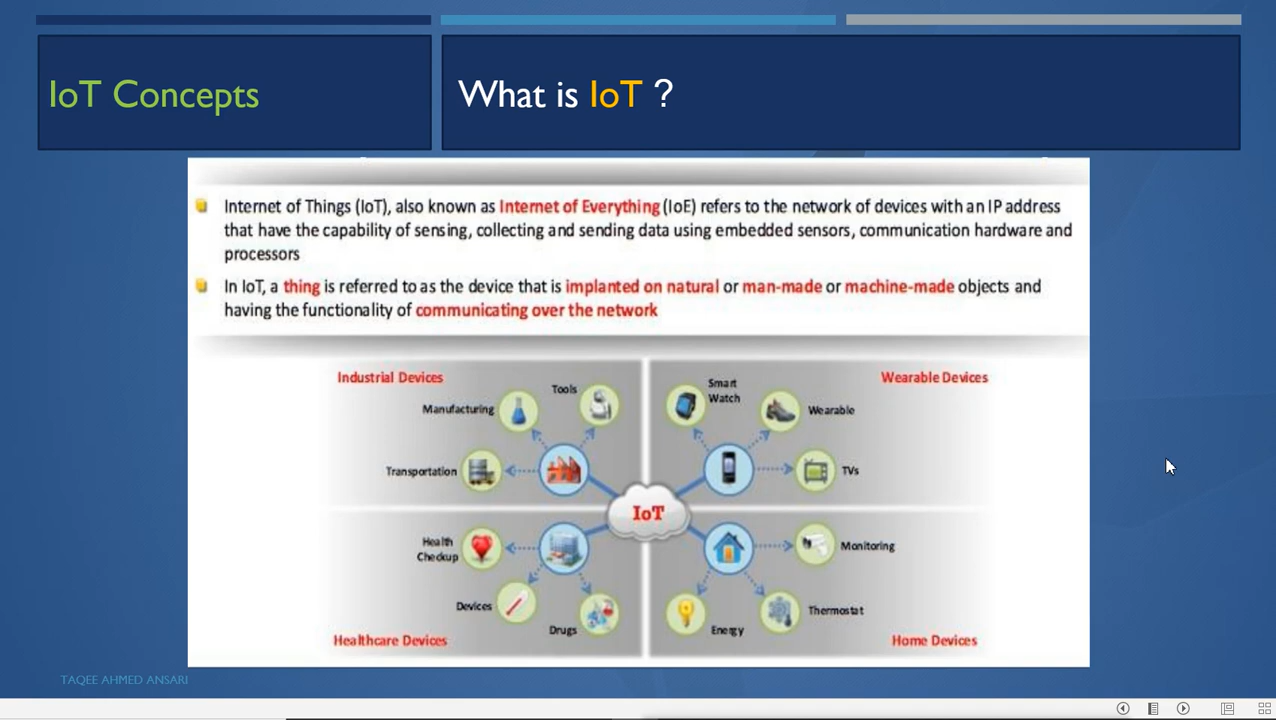 IoT Concepts
What is IoT ?
Internet of Things (IoT), also known as Internet of Everything (IoE) refers to the network of devices with an IP address
that have the capability of sensing, collecting and sending data using embedded sensors, communication hardware and
processors
In IoT, a thing is referred to as the device that is implanted on natural or man-made or machine-made objects and
having the functionality of communicating over the network
Industrial Devices
Tools
Manufacturing
Transportation
Wearable Devices
Smart
Watch
Wearable
TVs
IoT
Health
Checkup
Devices
Drugs
Healthcare Devices
Monitoring
Thermostat
Energy
Home Devices
TAQEE AHMED ANSARI